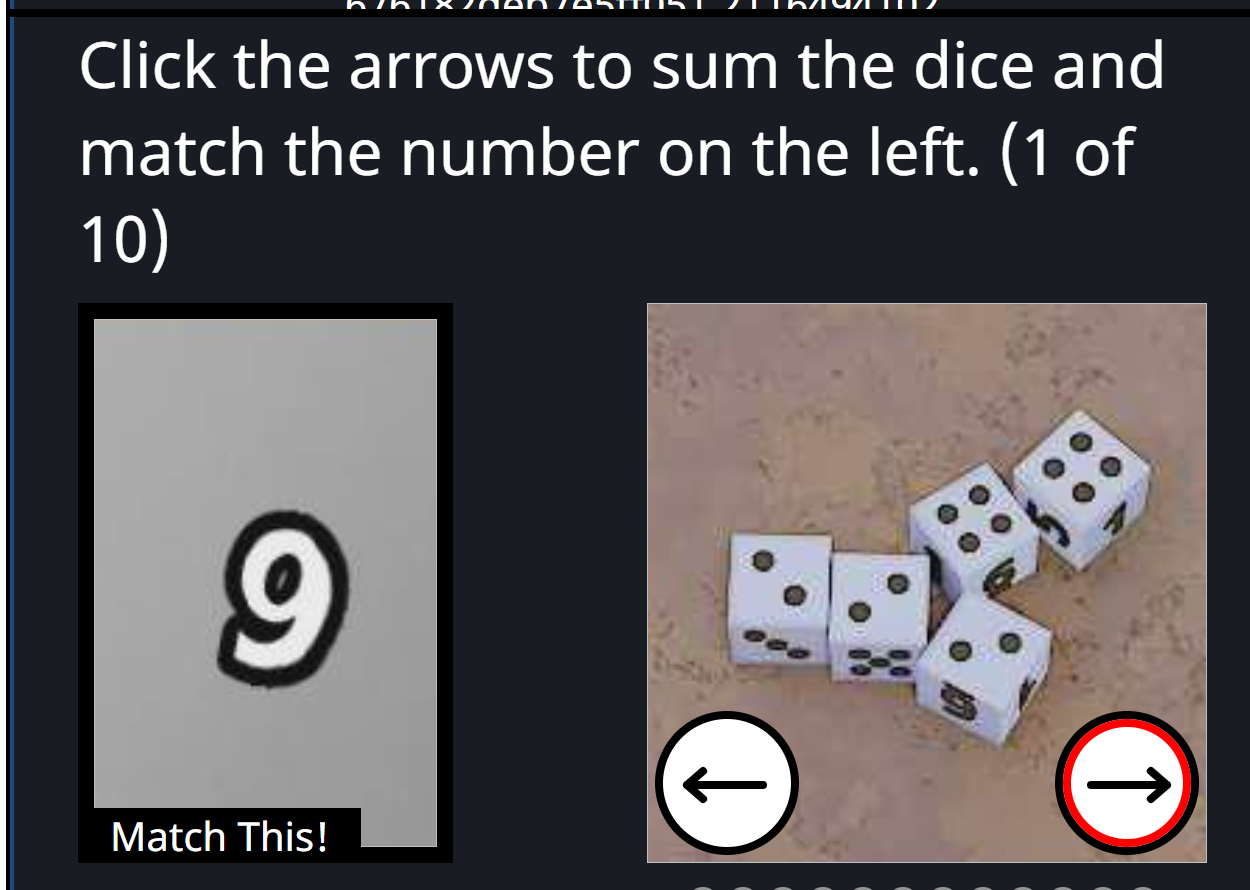 Click the arrows to sum the dice and
match the number on the left. (1 of
10)
9
Match This!